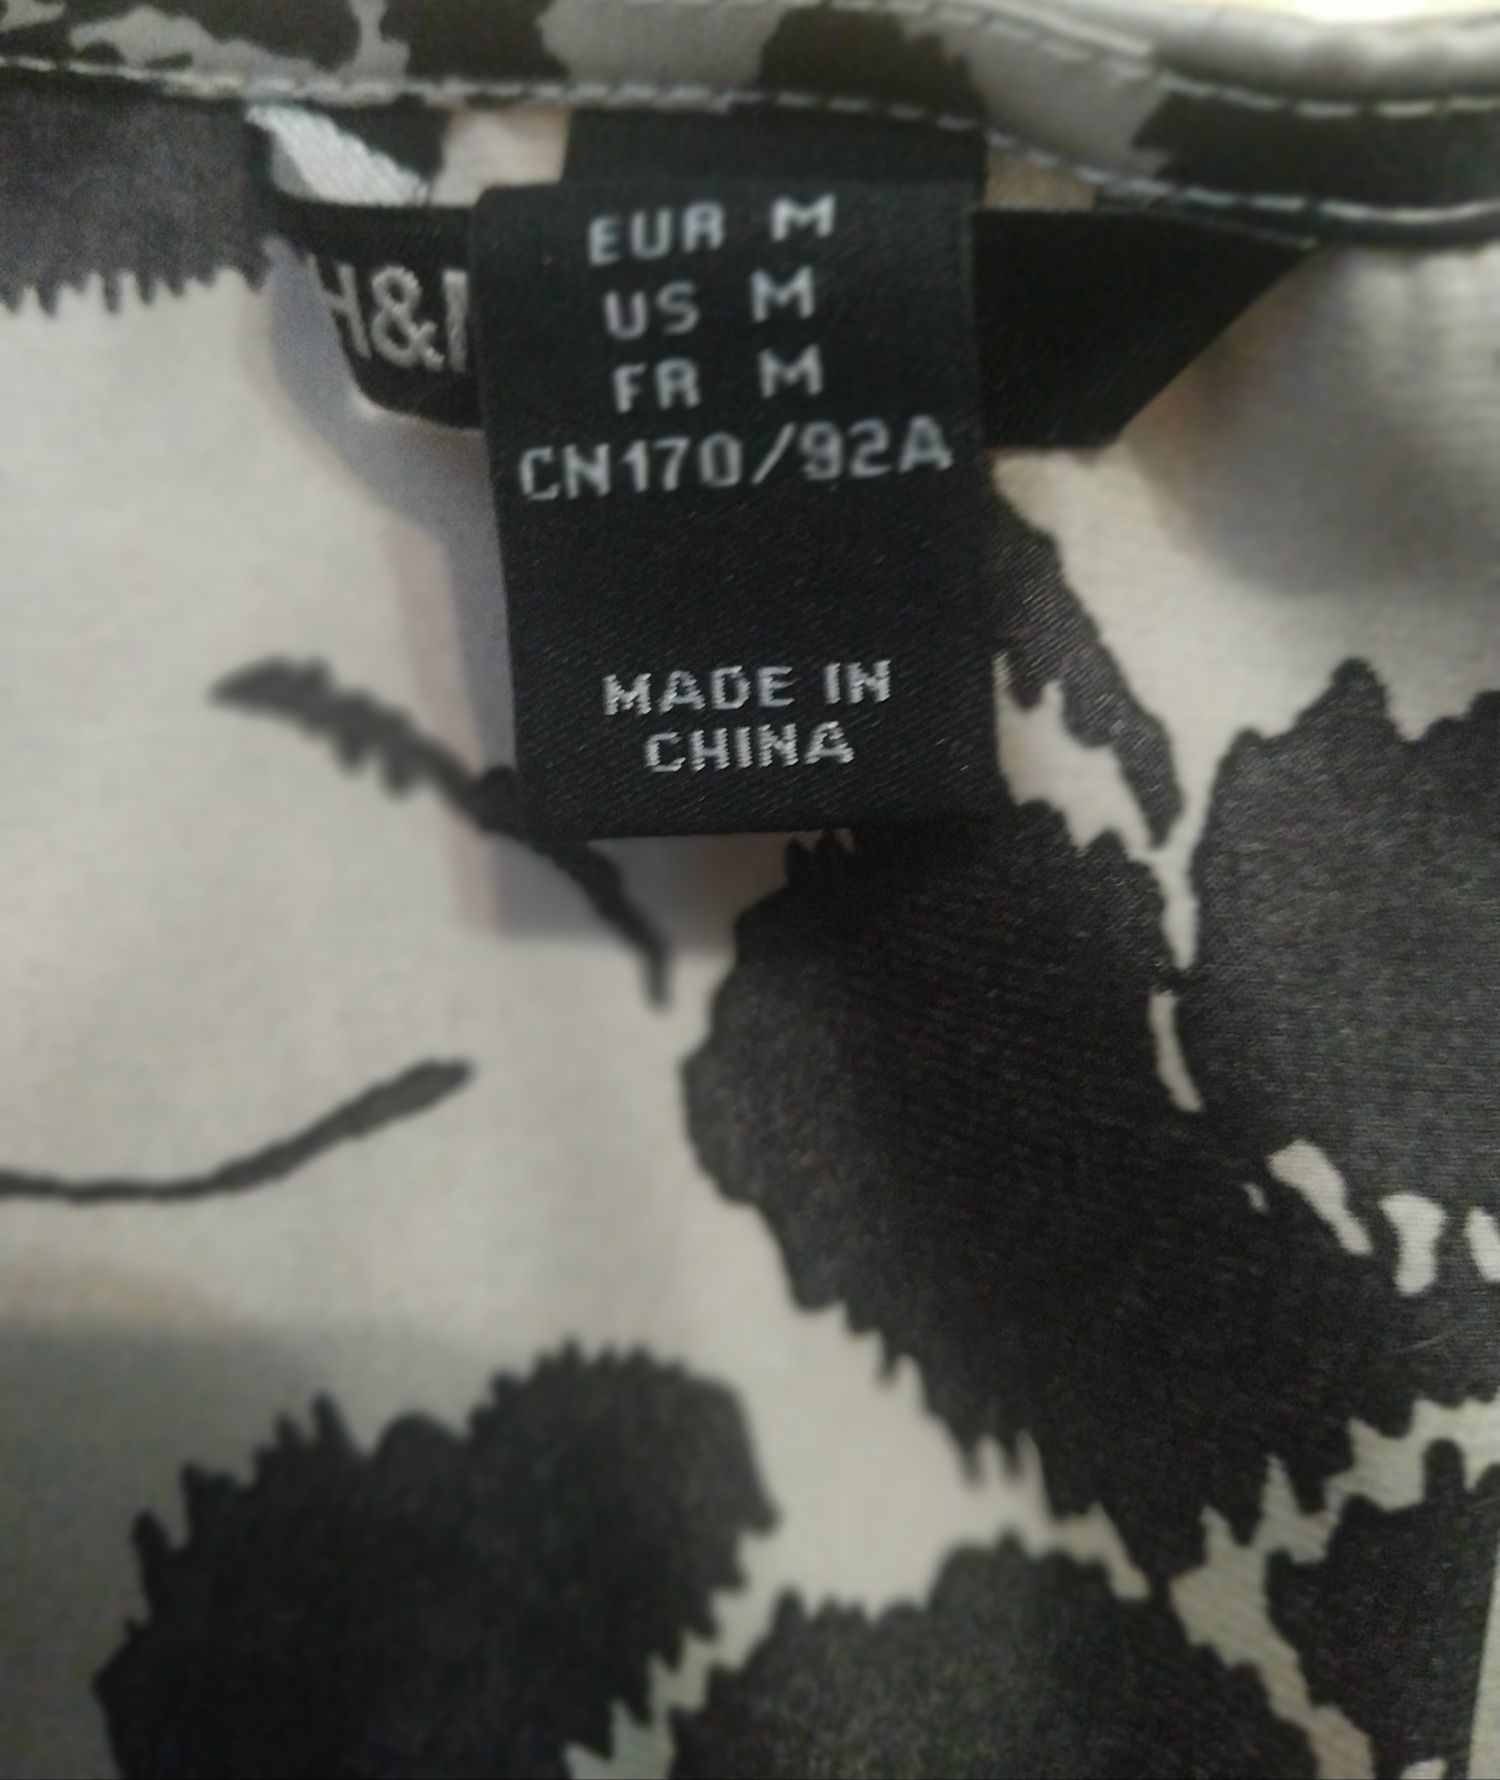 H&M
EUR M
US M
FR M
CN170/92A
MADE IN
CHINA